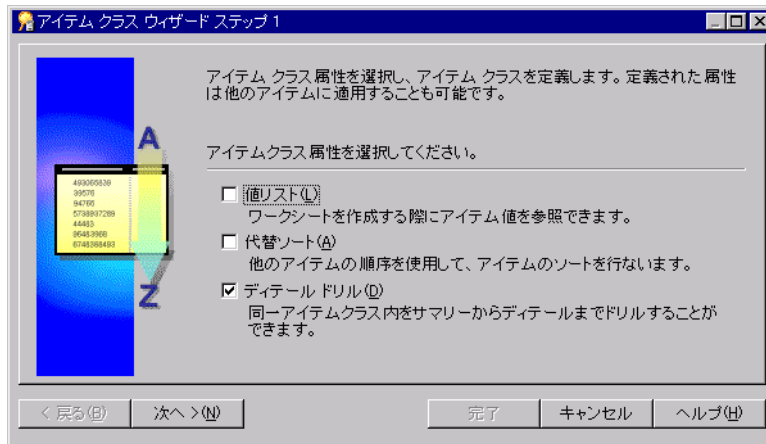 アイテム クラス ウィザード ステップ 1
アイテム クラス属性を選択し、アイテム クラスを定義します。定義された属性
は他のアイテムに適用することも可能です。
A
アイテムクラス属性を選択してください。
493065639
39576
94766
5738937289
44483
96483968
6748368493
Z
値リスト(L)
ワークシートを作成する際にアイテム値を参照できます。
代替ソート(A)
他のアイテムの順序を使用して、アイテムのソートを行ないます。
ディテール ドリル(D)
同一アイテムクラス内をサマリーからディテールまでドリルすることが
できます。
< 戻る(B)
次へ >(N)
完了
キャンセル
ヘルプ(H)